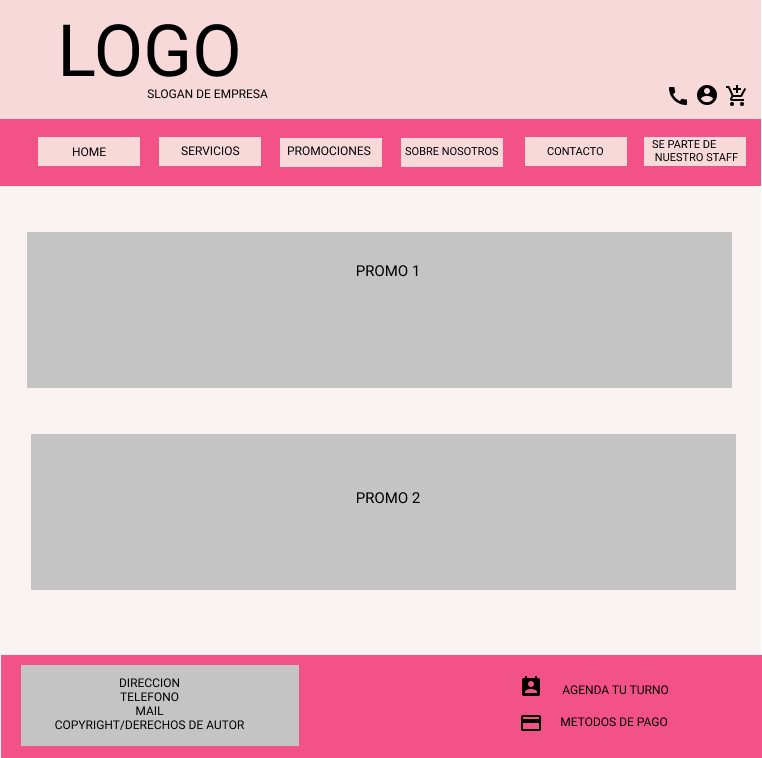 LOGO
SLOGAN DE EMPRESA
HOME
SERVICIOS
PROMOCIONES
SOBRE NOSOTROS
CONTACTO
SE PARTE DE
NUESTRO STAFF
PROMO 1
PROMO 2
DIRECCION
TELEFONO
MAIL
COPYRIGHT/DERECHOS DE AUTOR
AGENDA TU TURNO
METODOS DE PAGO